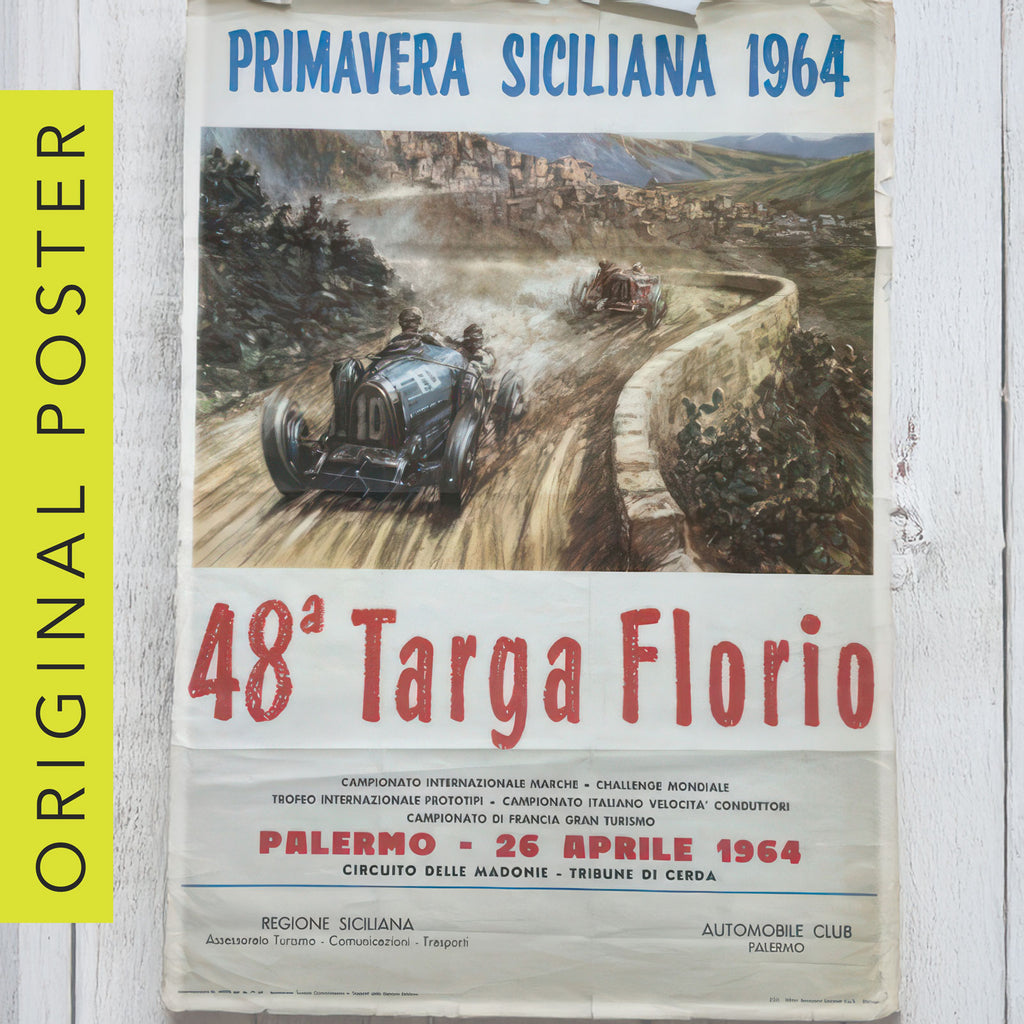 ORIGINAL POSTER
PRIMAVERA SICILIANA 1964
10
48ª Targa Florio
CAMPIONATO INTERNAZIONALE MARCHE - CHALLENGE MONDIALE
TROFEO INTERNAZIONALE PROTOTIPI - CAMPIONATO ITALIANO VELOCITA' CONDUTTORI
CAMPIONATO DI FRANCIA GRAN TURISMO
PALERMO - 26 APRILE 1964
CIRCUITO DELLE MADONIE - TRIBUNE DI CERDA
REGIONE SICILIANA
AUTOMOBILE CLUB
Assessorato Turismo - Comunicazioni - Trasporti
PALERMO